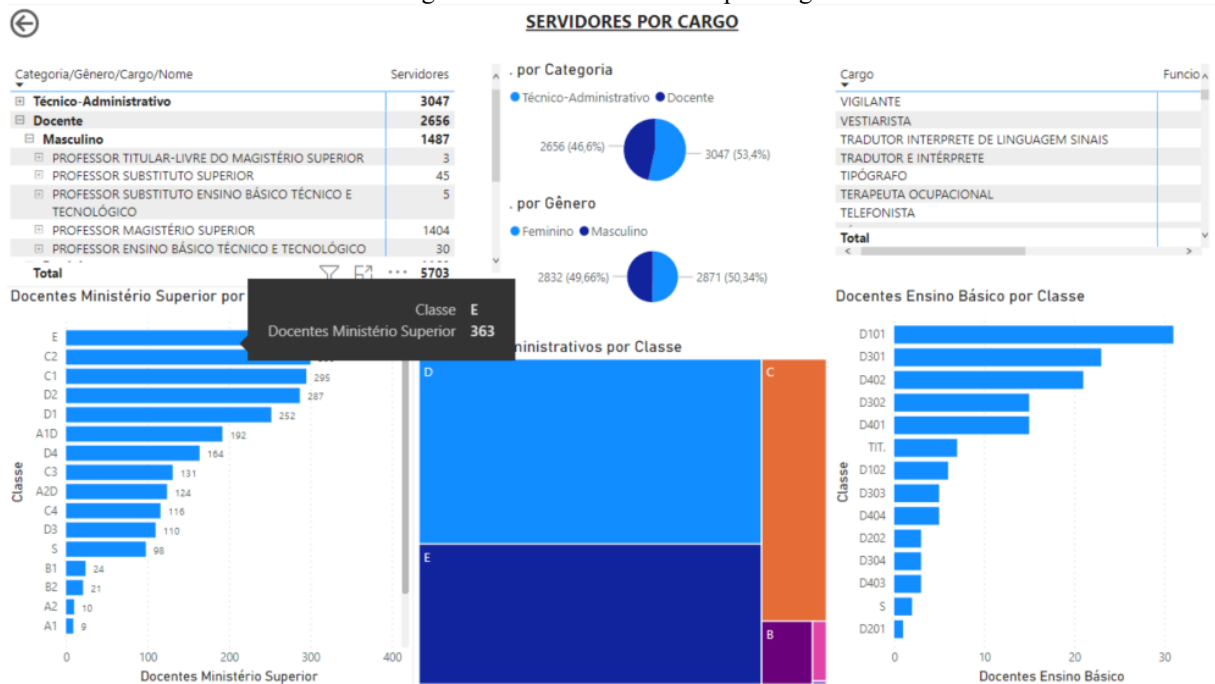 SERVIDORES POR CARGO
Categoria/Gênero/Cargo/Nome Servidores
Técnico-Administrativo 3047
Docente 2656
Masculino 1487
PROFESSOR TITULAR-LIVRE DO MAGISTÉRIO SUPERIOR 3
PROFESSOR SUBSTITUTO SUPERIOR 45
PROFESSOR SUBSTITUTO ENSINO BÁSICO TÉCNICO E 5
TECNOLÓGICO
PROFESSOR MAGISTÉRIO SUPERIOR 1404
PROFESSOR ENSINO BÁSICO TÉCNICO E TECNOLÓGICO 30
Total 5703
. por Categoria
Técnico-Administrativo Docente
2656 (46,6%)
3047 (53,4%)
. por Gênero
Feminino Masculino
2832 (49,66%)
2871 (50,34%)
Cargo Funcio
VIGILANTE
VESTIARISTA
TRADUTOR INTERPRETE DE LINGUAGEM SINAIS
TRADUTOR E INTÉRPRETE
TIPÓGRAFO
TERAPEUTA OCUPACIONAL
TELEFONISTA
Total
Docentes Ministério Superior por
Classe E
Docentes Ministério Superior 363
Classe
E
C2
C1 295
D2 287
D1 252
A1D 192
D4 164
C3 131
A2D 124
C4 116
D3 110
S 98
B1 24
B2 21
A2 10
A1 9
0 100 200 300 400
Docentes Ministério Superior
ministrativos por Classe
D
C
E
B
Docentes Ensino Básico por Classe
Classe
D101
D301
D402
D302
D401
TIT.
D102
D303
D404
D202
D304
D403
S
D201
0 10 20 30
Docentes Ensino Básico